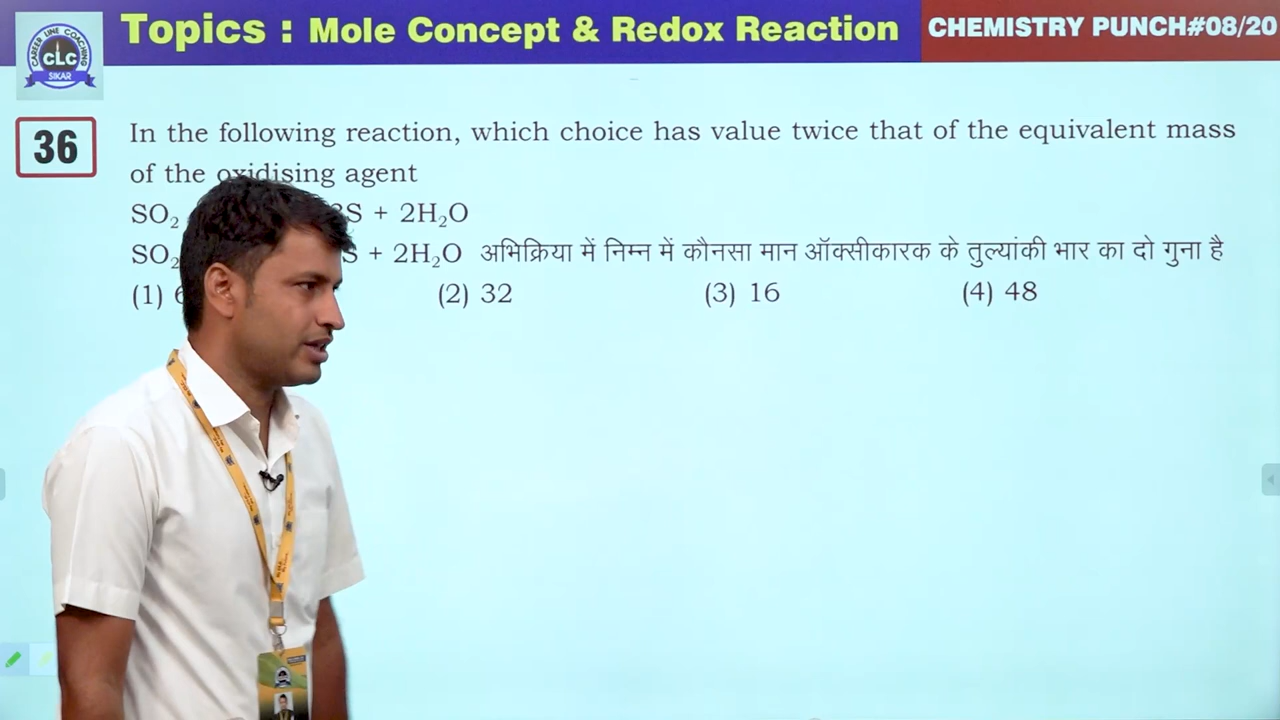 CAREER LINE COACHING
CLC
SIKAR
Topics : Mole Concept & Redox Reaction
CHEMISTRY PUNCH#08/20
36
In the following reaction, which choice has value twice that of the equivalent mass
of the oxidising agent
SO₂ S + 2H₂O
SO₂ S + 2H₂O अभिक्रिया में निम्न में कौनसा मान ऑक्सीकारक के तुल्यांकी भार का दो गुना है
(1) (2) 32 (3) 16 (4) 48